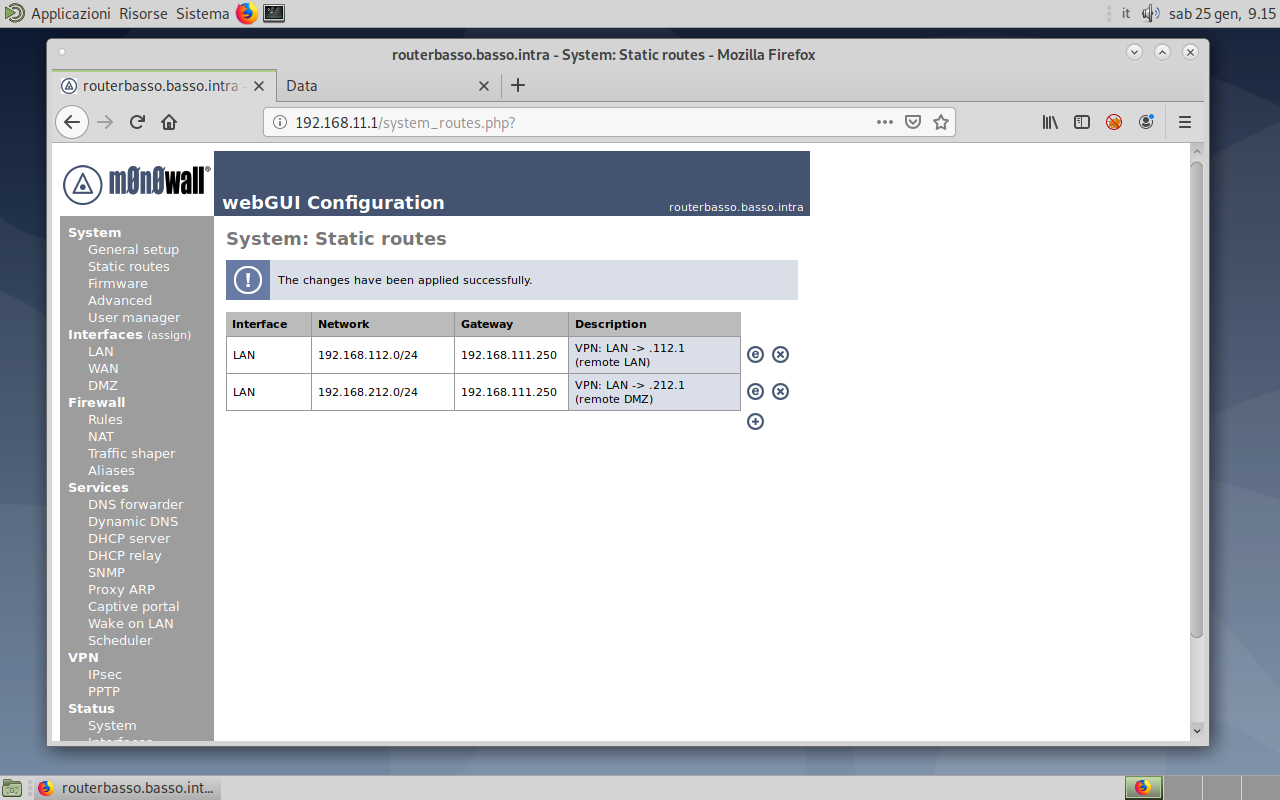 Applicazioni Risorse Sistema it sab 25 gen, 9.15
routerbasso.basso.intra - System: Static routes - Mozilla Firefox
routerbasso.basso.intra - Data
192.168.11.1/system_routes.php?
m0n0wall®
webGUI Configuration routerbasso.basso.intra
System
General setup
Static routes
Firmware
Advanced
User manager
Interfaces (assign)
LAN
WAN
DMZ
Firewall
Rules
NAT
Traffic shaper
Aliases
Services
DNS forwarder
Dynamic DNS
DHCP server
DHCP relay
SNMP
Proxy ARP
Captive portal
Wake on LAN
Scheduler
VPN
IPsec
PPTP
Status
System
System: Static routes
! The changes have been applied successfully.
Interface Network Gateway Description
LAN 192.168.112.0/24 192.168.111.250 VPN: LAN -> .112.1
(remote LAN)
LAN 192.168.212.0/24 192.168.111.250 VPN: LAN -> .212.1
(remote DMZ)
routerbasso.basso.int...